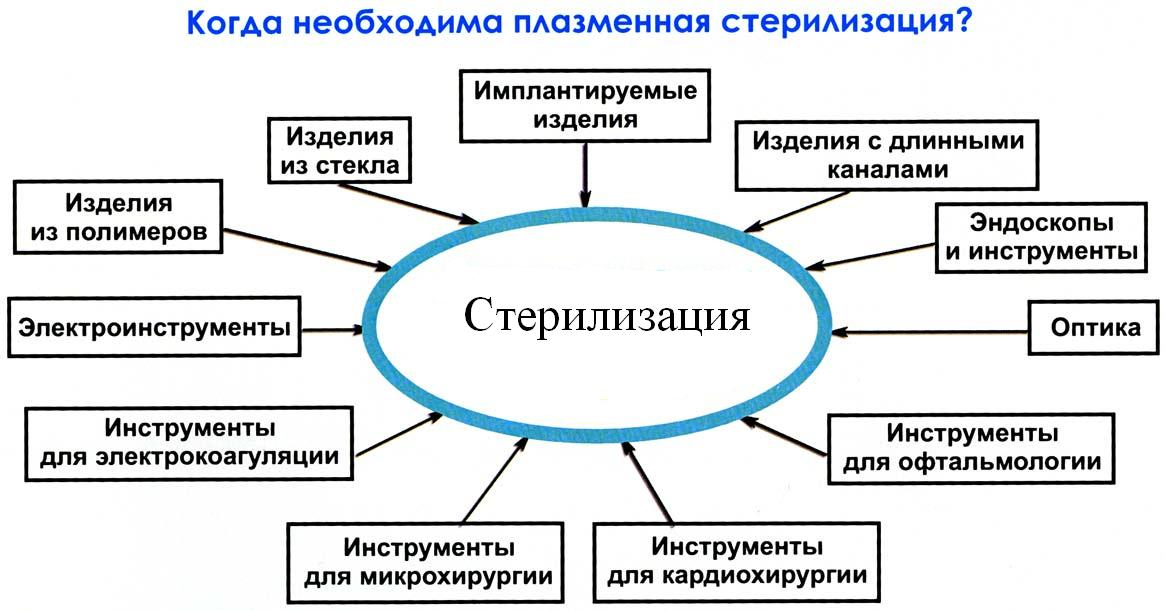 Когда необходима плазменная стерилизация?
Имплантируемые
изделия
Изделия
из стекла
Изделия с длинными
каналами
Изделия
из полимеров
Эндоскопы
и инструменты
Стерилизация
Электроинструменты
Оптика
Инструменты
для электрокоагуляции
Инструменты
для офтальмологии
Инструменты
для микрохирургии
Инструменты
для кардиохирургии